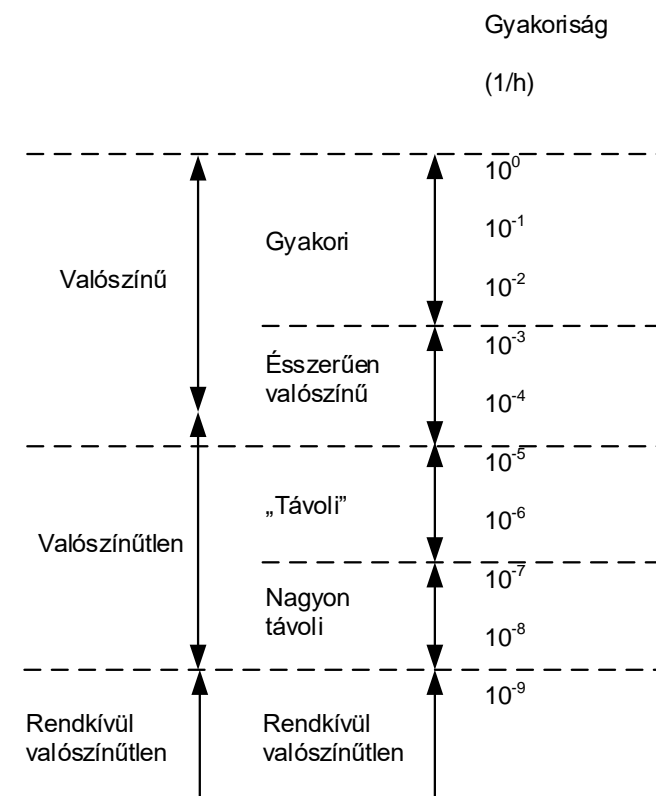 Gyakoriság
(1/h)
10⁰
10⁻¹
Gyakori
Valószínű
10⁻²
10⁻³
Ésszerűen
valószínű
10⁻⁴
10⁻⁵
„Távoli”
10⁻⁶
Valószínűtlen
10⁻⁷
Nagyon
távoli
10⁻⁸
10⁻⁹
Rendkívül
valószínűtlen
Rendkívül
valószínűtlen